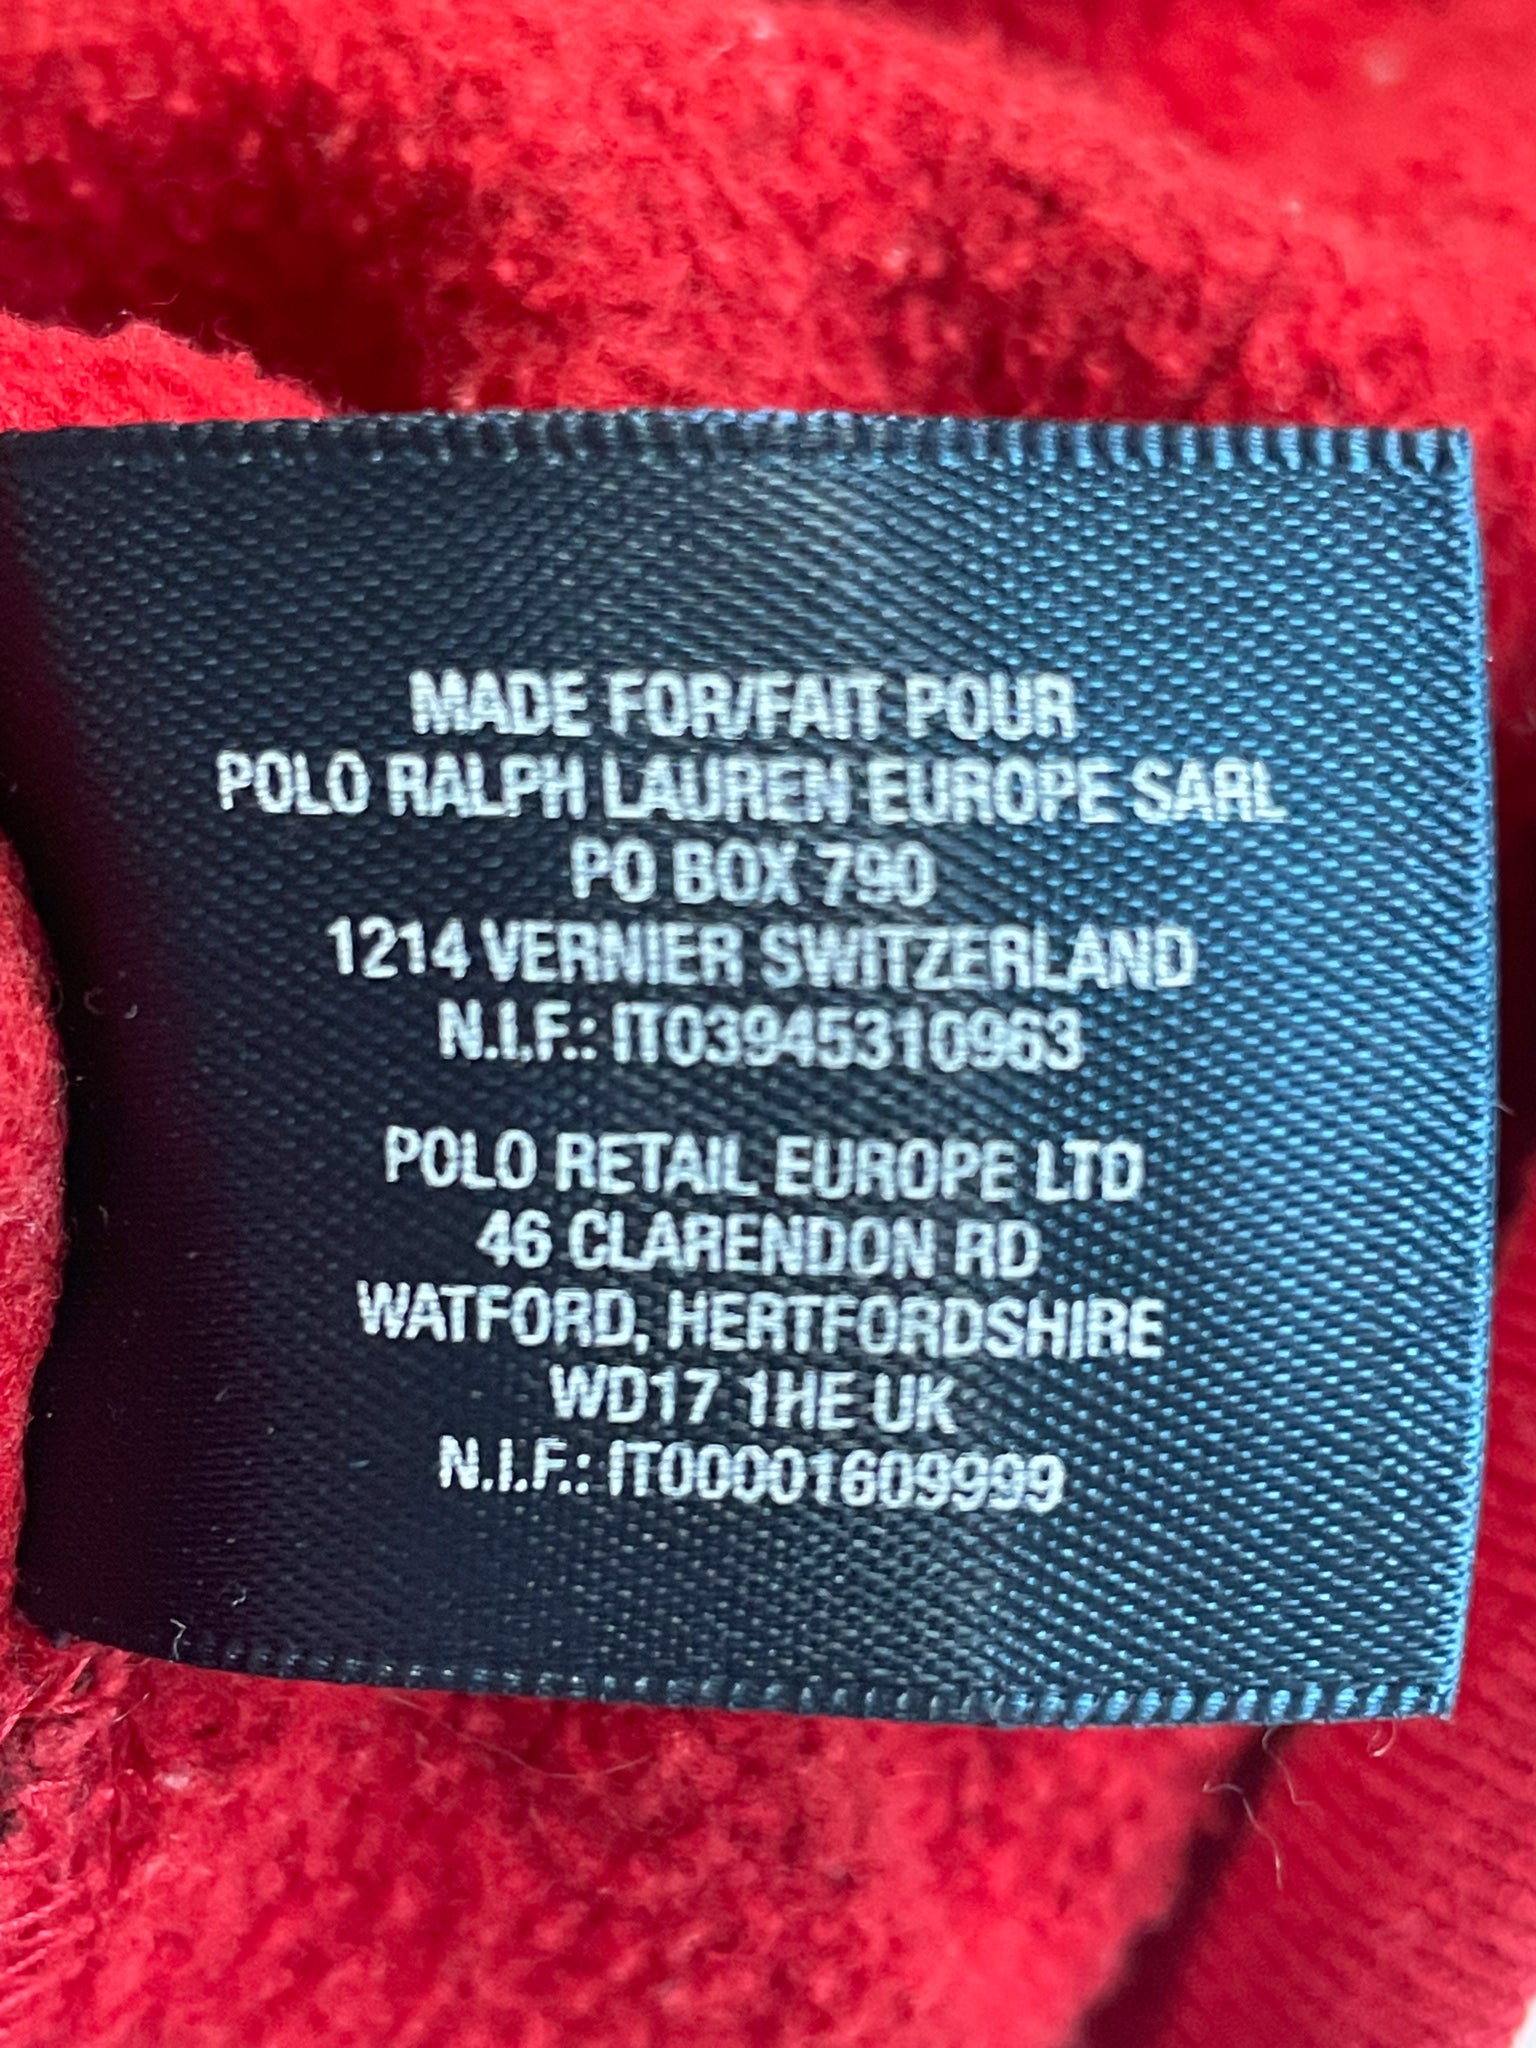 MADE FOR/FAIT POUR
POLO RALPH LAUREN EUROPE SARL
PO BOX 790
1214 VERNIER SWITZERLAND
N.I.F.: IT03945310963
POLO RETAIL EUROPE LTD
46 CLARENDON RD
WATFORD, HERTFORDSHIRE
WD17 1HE UK
N.I.F.: IT00001609999